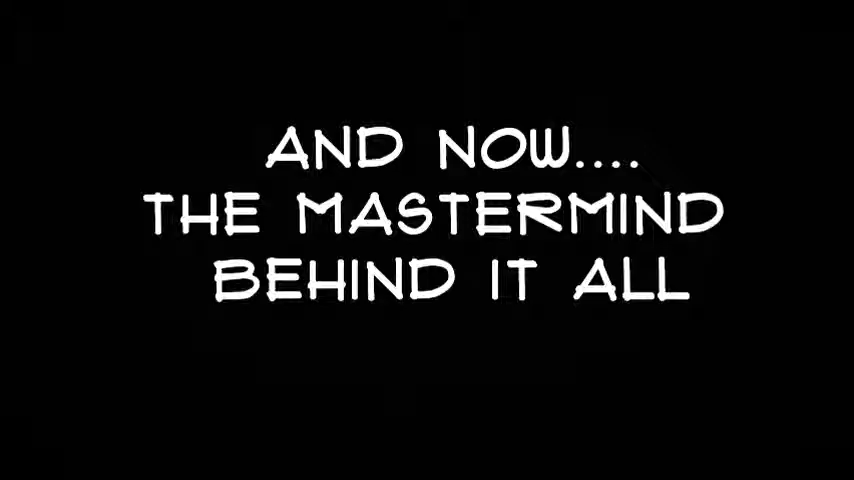 AND NOW....
THE MASTERMIND
BEHIND IT ALL